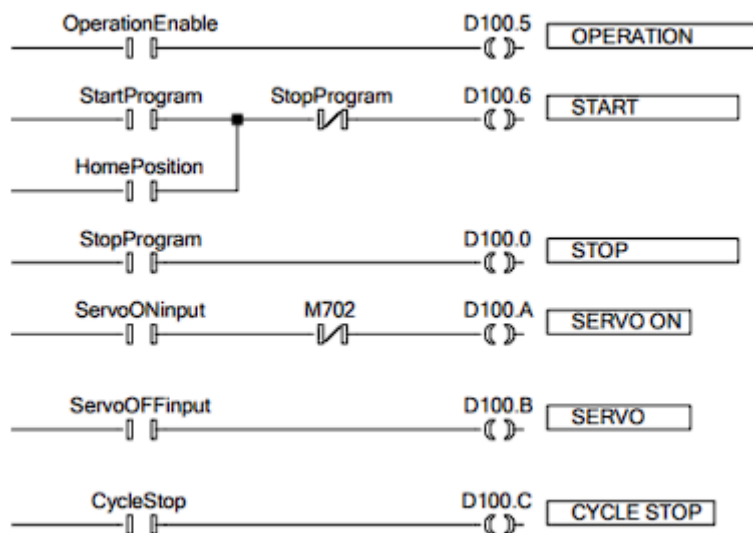 OperationEnable D100.5 OPERATION
StartProgram StopProgram D100.6 START
HomePosition
StopProgram D100.0 STOP
ServoONinput M702 D100.A SERVO ON
ServoOFFinput D100.B SERVO
CycleStop D100.C CYCLE STOP